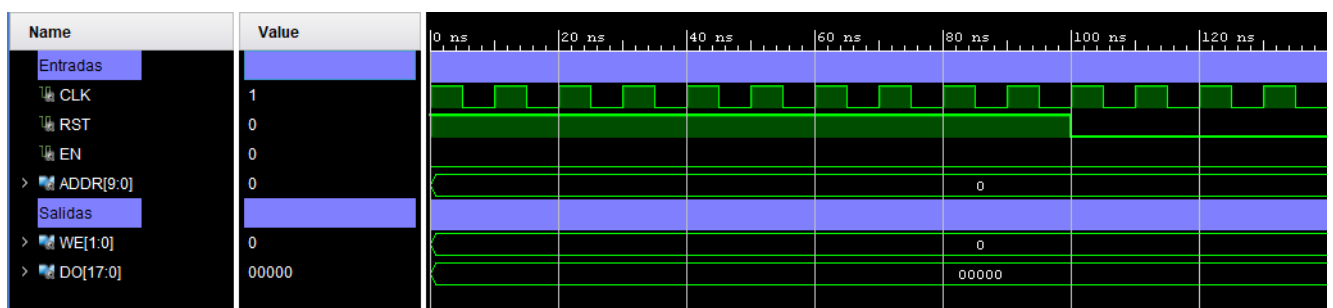 Name Value 0 ns 20 ns 40 ns 60 ns 80 ns 100 ns 120 ns
Entradas
CLK 1
RST 0
EN 0
> ADDR[9:0] 0 0
Salidas
> WE[1:0] 0 0
> DO[17:0] 00000 00000